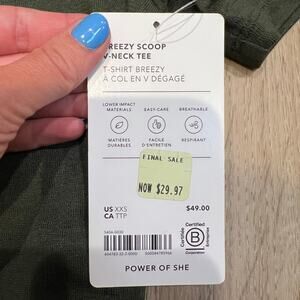 BREEZY SCOOP
V-NECK TEE
T-SHIRT BREEZY
À COL EN V DÉGAGÉ
LOWER IMPACT
MATERIALS
EASY-CARE
BREATHABLE
MATIÈRES
DURABLES
FACILE
D'ENTRETIEN
RESPIRANT
FINAL SALE
NOW $29.97
US XXS
CA TTP
$49.00
Certified
B
Corporation
POWER OF SHE